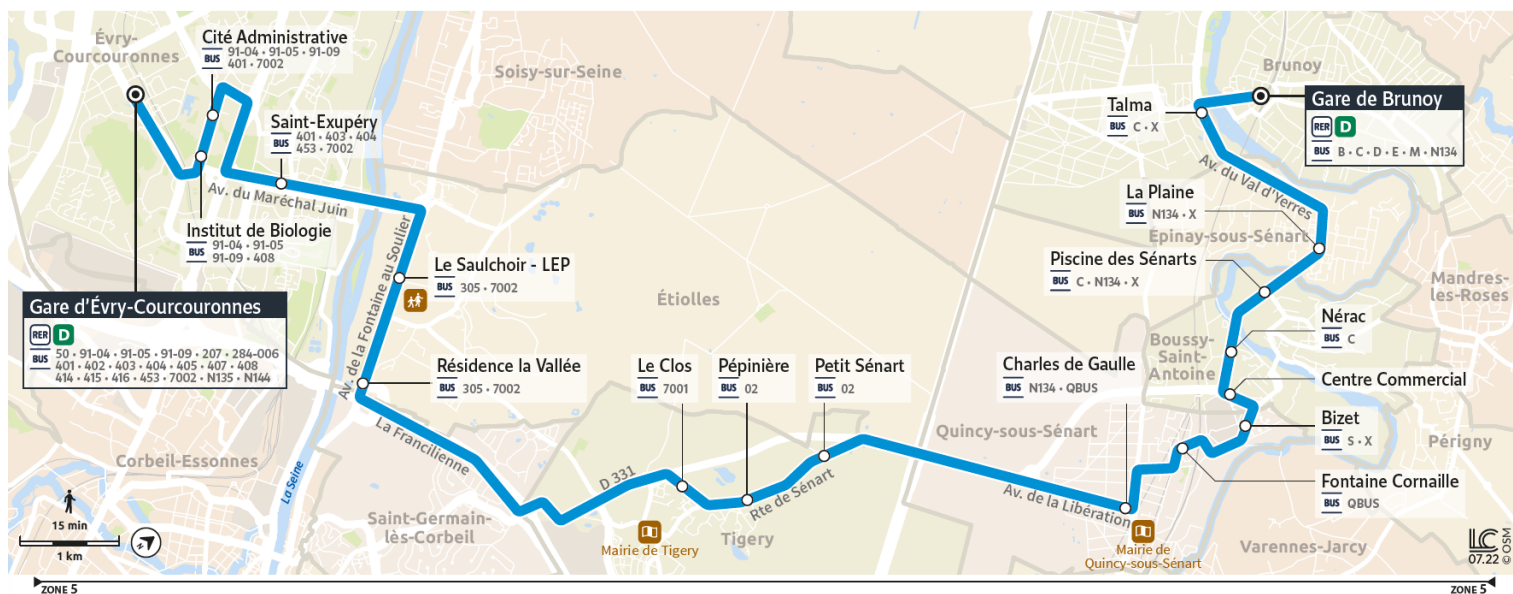 Évry-
Courcouronnes
Cité Administrative
BUS 91-04 • 91-05 • 91-09
401 • 7002
Soisy-sur-Seine
Saint-Exupéry
BUS 401 • 403 • 404
453 • 7002
Av. du Maréchal Juin
Institut de Biologie
BUS 91-04 • 91-05
91-09 • 408
Gare d'Évry-Courcouronnes
RER D
BUS 50 • 91-04 • 91-05 • 91-09 • 207 • 284-006
401 • 402 • 403 • 404 • 405 • 407 • 408
414 • 415 • 416 • 453 • 7002 • N135 • N144
Av. de la Fontaine au Soulier
Le Saulchoir - LEP
BUS 305 • 7002
Étiolles
Résidence la Vallée
BUS 305 • 7002
La Francilienne
Le Clos
BUS 7001
Pépinière
BUS 02
Petit Sénart
BUS 02
D 331
Rte de Sénart
Corbeil-Essonnes
La Seine
Saint-Germain-
lès-Corbeil
Mairie de Tigery
Tigery
Charles de Gaulle
BUS N134 • QBUS
Quincy-sous-Sénart
Av. de la Libération
Mairie de
Quincy-sous-Sénart
Brunoy
Gare de Brunoy
RER D
BUS B • C • D • E • M • N134
Talma
BUS C • X
Av. du Val d'Yerres
La Plaine
BUS N134 • X
Épinay-sous-Sénart
Piscine des Sénarts
BUS C • N134 • X
Mandres-
les-Roses
Nérac
BUS C
Boussy-
Saint-
Antoine
Centre Commercial
Bizet
BUS S • X
Périgny
Fontaine Cornaille
BUS QBUS
Varennes-Jarcy
15 min
1 km
LC
07.22 © OSM
ZONE 5
ZONE 5